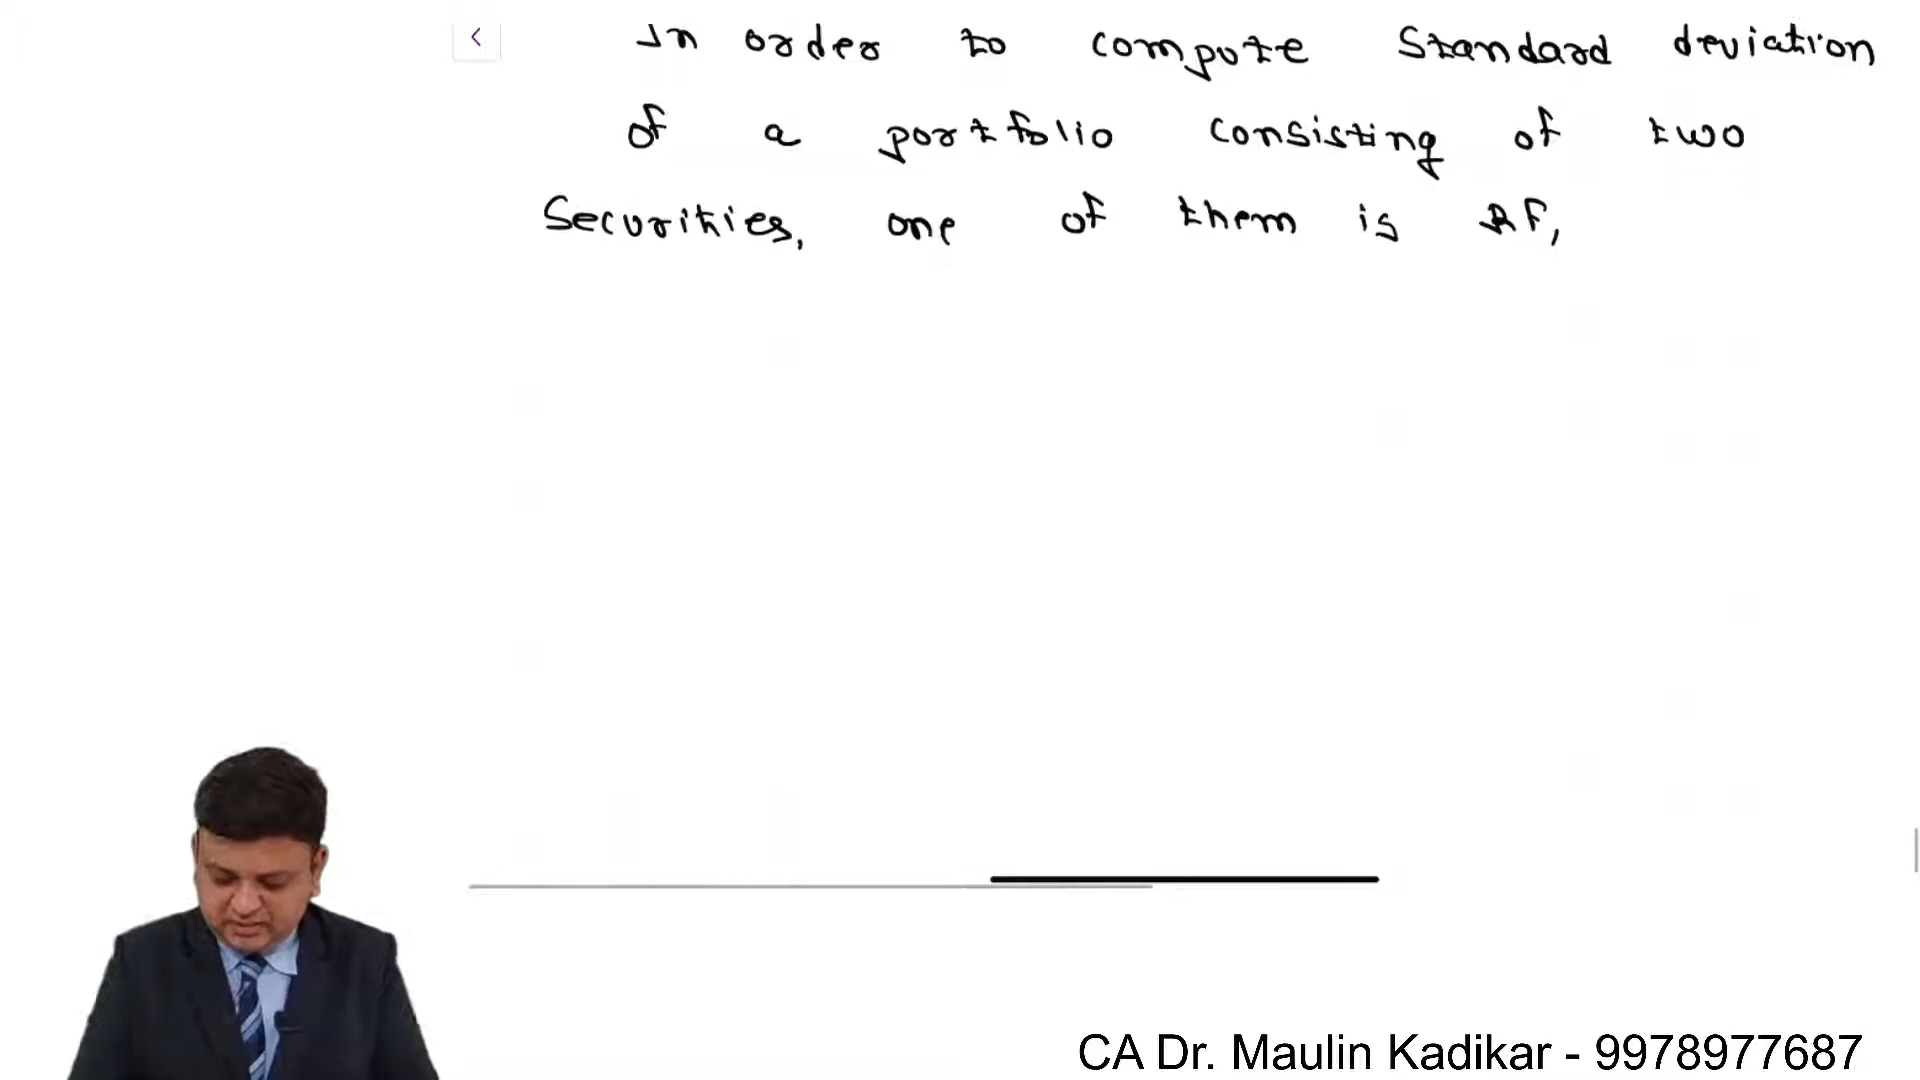 In order to compute standard deviation
of a portfolio consisting of two
Securities, one of them is RF,
CA Dr. Maulin Kadikar - 9978977687